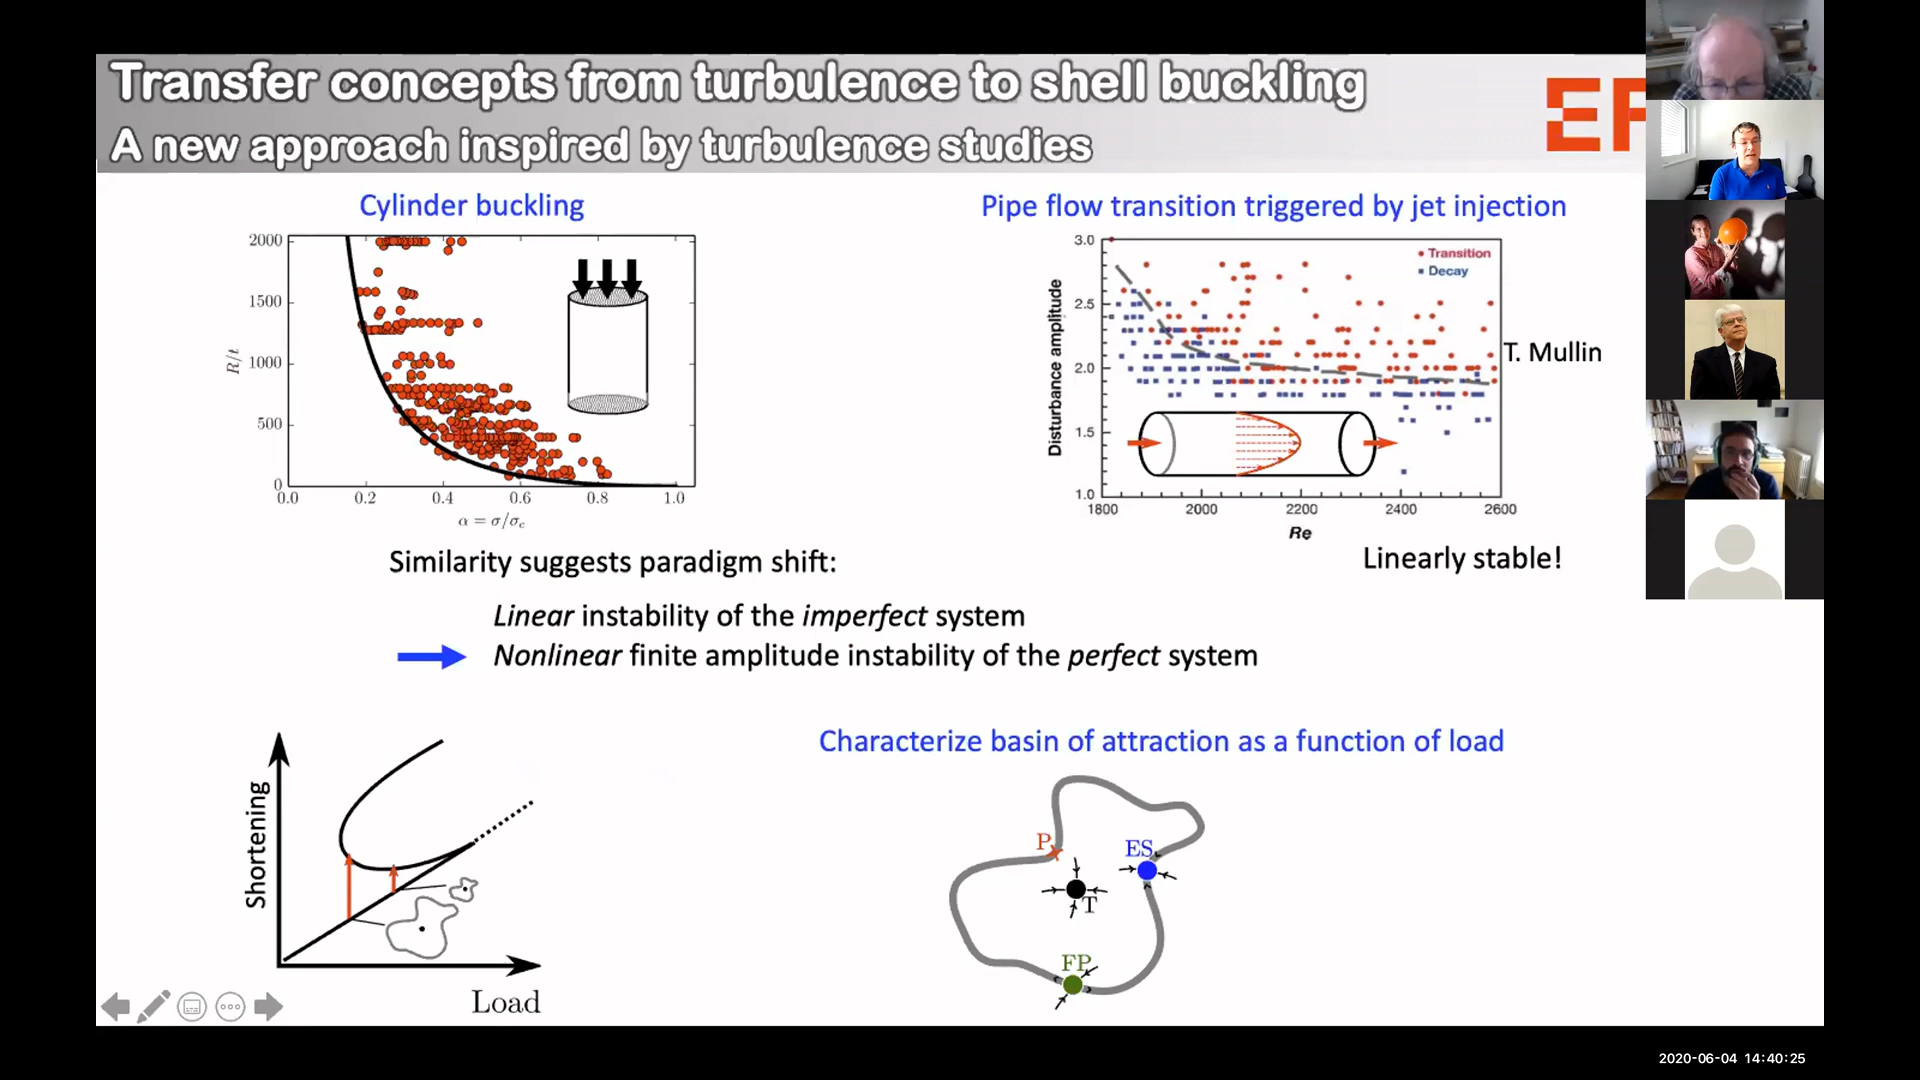 Transfer concepts from turbulence to shell buckling
A new approach inspired by turbulence studies
EP
Cylinder buckling
2000
1500
1000
500
0
R/t
0.0 0.2 0.4 0.6 0.8 1.0
α = σ/σc
Pipe flow transition triggered by jet injection
3.0
2.5
2.0
1.5
1.0
Disturbance amplitude
Transition
Decay
1800 2000 2200 2400 2600
Re
T. Mullin
Linearly stable!
Similarity suggests paradigm shift:
Linear instability of the imperfect system
Nonlinear finite amplitude instability of the perfect system
Shortening
Load
Characterize basin of attraction as a function of load
P
ES
T
FP
2020-06-04 14:40:25